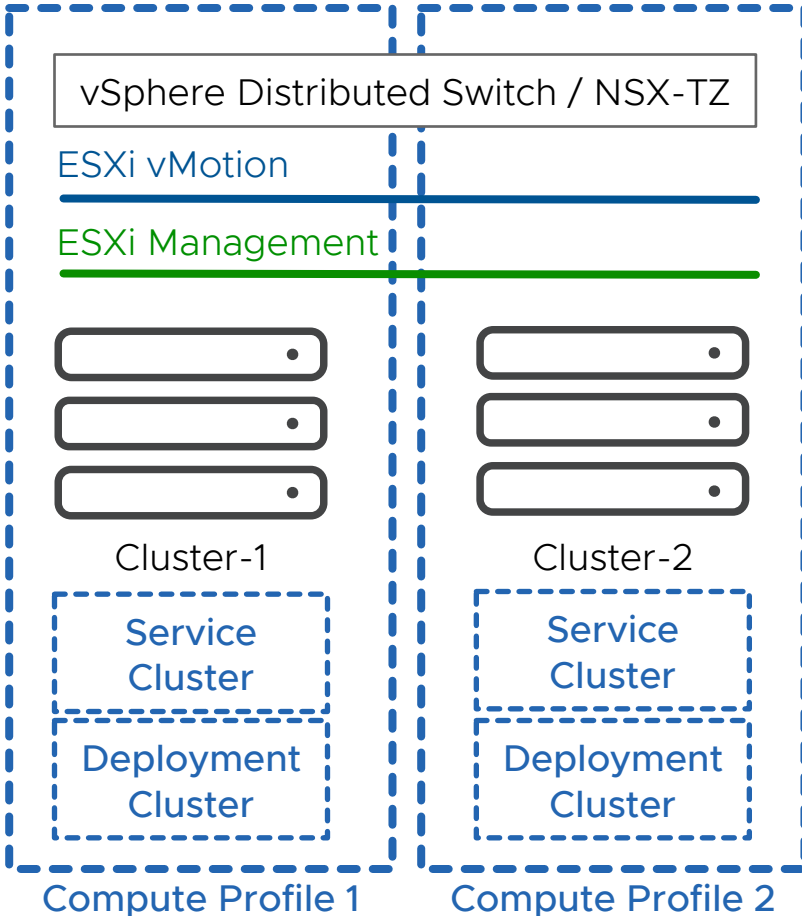 vSphere Distributed Switch / NSX-TZ
ESXi vMotion
ESXi Management
Cluster-1
Service
Cluster
Deployment
Cluster
Compute Profile 1
Cluster-2
Service
Cluster
Deployment
Cluster
Compute Profile 2